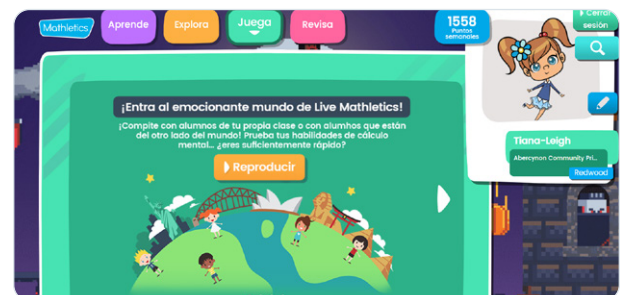 Mathletics
Aprende
Explora
Juega
Revisa
1558
Puntos
semanales
Cerrar
sesión
¡Entra al emocionante mundo de Live Mathletics!
¡Compite con alumnos de tu propia clase o con alumnos que están
del otro lado del mundo! Prueba tus habilidades de cálculo
mental... ¿eres suficientemente rápido?
Reproducir
Tiana-Leigh
Abercynon Community Pri...
Redwood